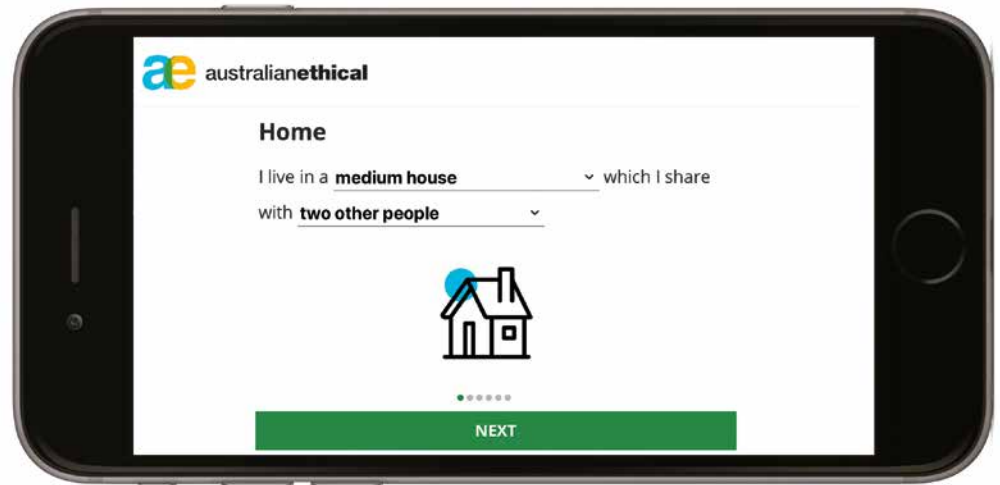 ae australianethical
Home
I live in a medium house which I share
with two other people
NEXT